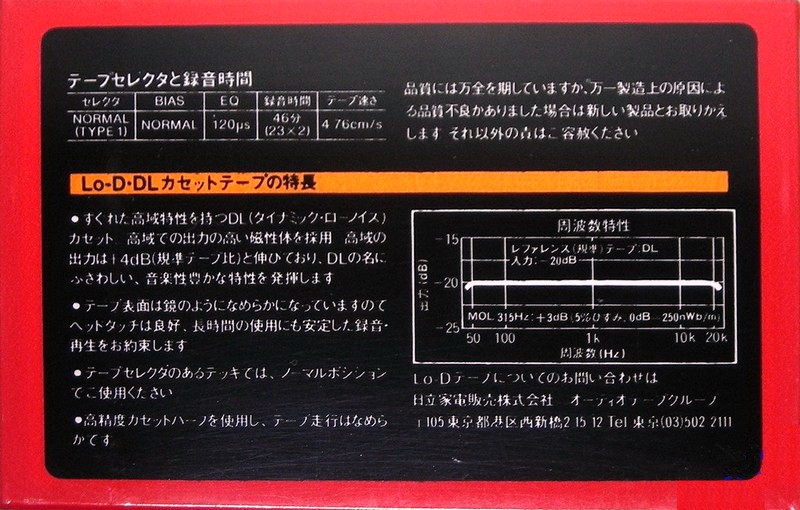 テープセレクタと録音時間
セレクタ BIAS EQ 録音時間 テープ速さ
NORMAL (TYPE1) NORMAL 120μs 46分 (23×2) 4.76cm/s
品質には万全を期していますが、万一製造上の原因によ
る品質不良がありました場合は新しい製品とお取りかえ
します それ以外の責はご容赦ください
Lo-D・DLカセットテープの特長
●すぐれた高域特性を持つDL(ダイナミック・ローノイズ)
カセット、高域での出力の高い磁性体を採用 高域の
出力は+4dB(規準テープ比)と伸びており、DLの名に
ふさわしい、音楽性豊かな特性を発揮します
●テープ表面は鏡のようになめらかになっていますので
ヘッドタッチは良好、長時間の使用にも安定した録音・
再生をお約束します
●テープセレクタのあるデッキでは、ノーマルポジション
でご使用ください
●高精度カセットハーフを使用し、テープ走行はなめら
かです
周波数特性
レファレンス(規準)テープ:DL
入力:-20dB
出力(dB)
-15
-20
-25
MOL 315Hz:+3dB(5%ひずみ、0dB=250nWb/m)
50 100 1k 10k 20k
周波数(Hz)
Lo-Dテープについてのお問い合わせは
日立家電販売株式会社 オーディオテープグループ
〒105東京都港区西新橋2 15 12 Tel 東京(03)502 2111